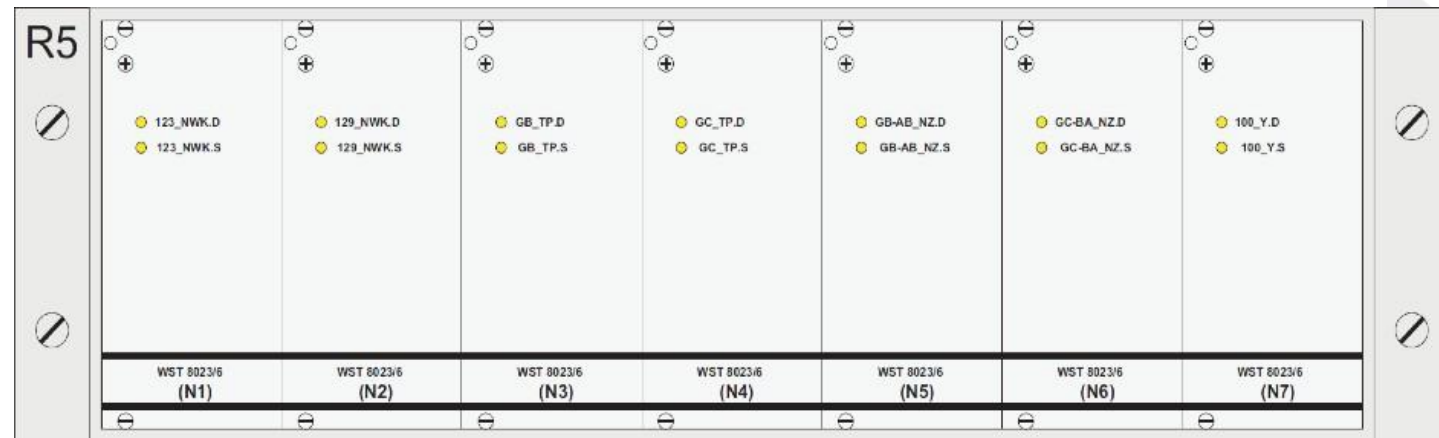 R5
123_NWK.D 129_NWK.D GB_TP.D GC_TP.D GB-AB_NZ.D GC-BA_NZ.D 100_Y.D
123_NWK.S 129_NWK.S GB_TP.S GC_TP.S GB-AB_NZ.S GC-BA_NZ.S 100_Y.S
WST 8023/6 WST 8023/6 WST 8023/6 WST 8023/6 WST 8023/6 WST 8023/6 WST 8023/6
(N1) (N2) (N3) (N4) (N5) (N6) (N7)